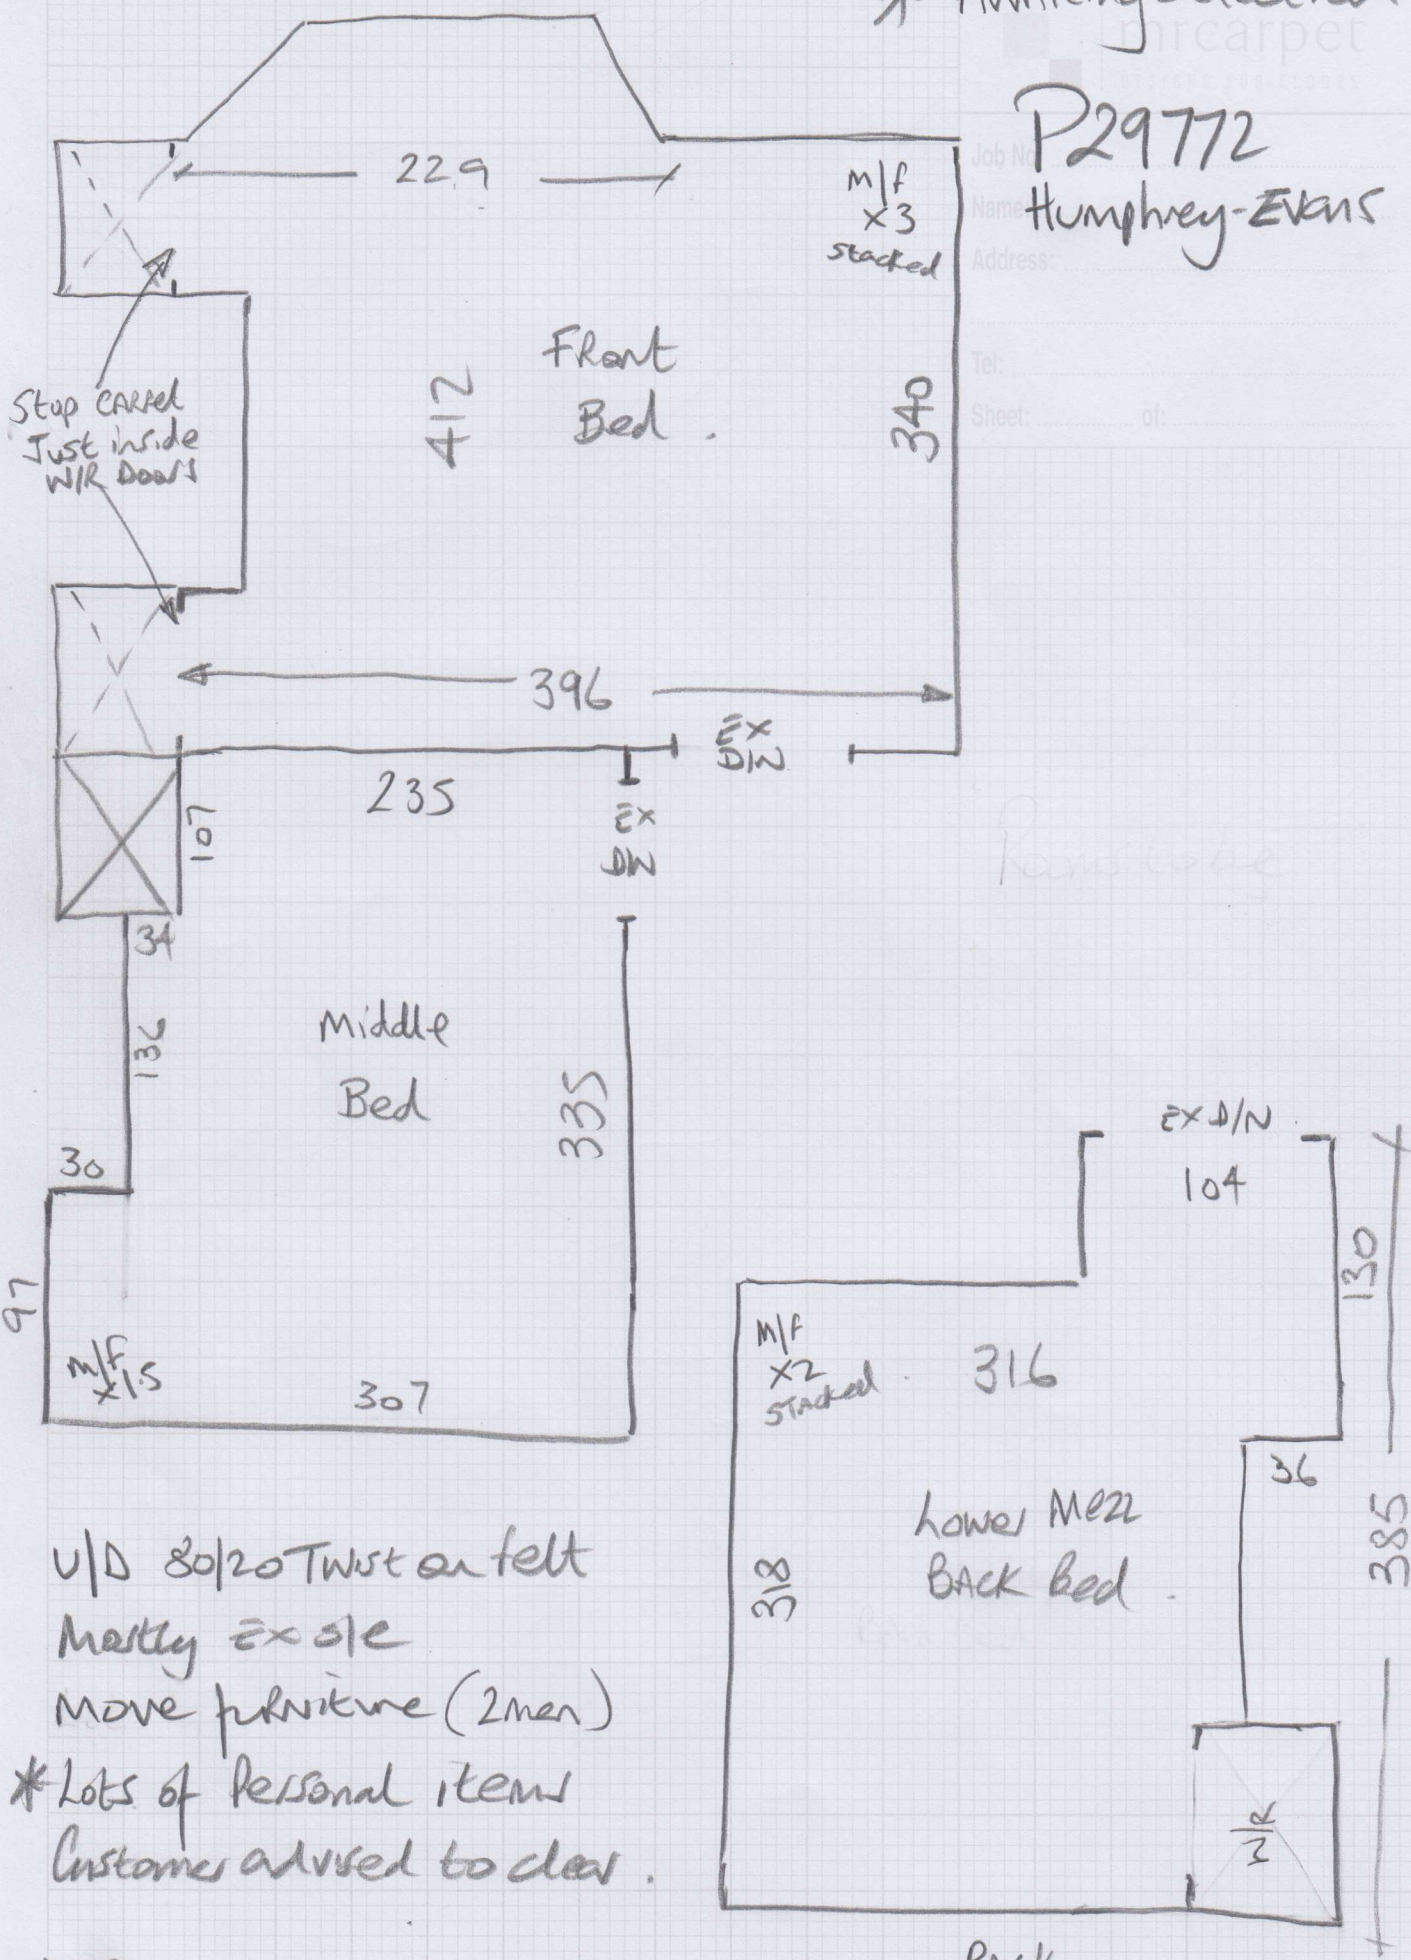 mrcarpet
Job No P29772
Name Humphrey-Evans
Address:
Tel:
Sheet: of:
22.9
M/F
x3
stacked
Front
Bed.
412
340
Stop Carpet
Just inside
W/R Doors
396
EX
D/W
235
EX
DW
107
34
136
Middle
Bed
335
30
97
M/F
x1.5
307
EX D/W
104
130
M/F
x2
STACKED
316
36
385
Lower Mezz
BACK Bed.
318
W/R
U/D 80/20 Twist on felt
Mostly Ex s/e
Move furniture (2men)
* Lots of Personal items
Customer advised to clear.
Back